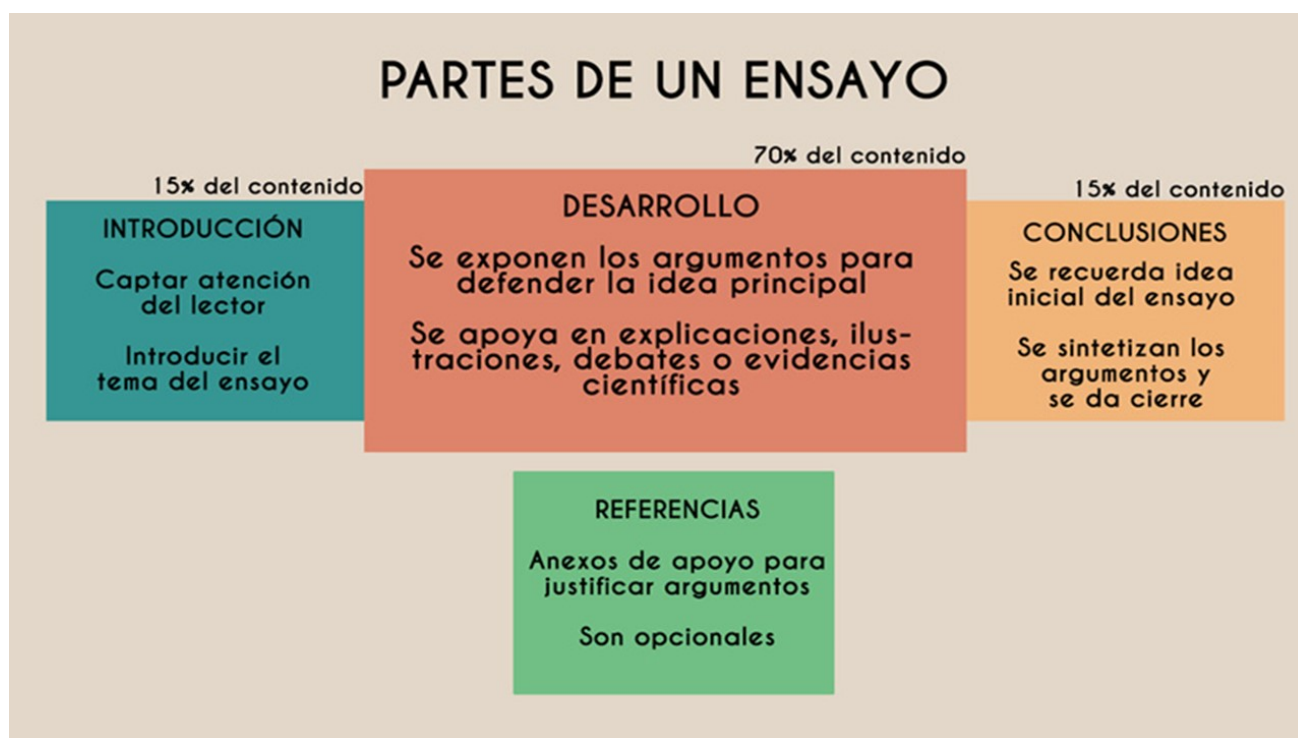 PARTES DE UN ENSAYO
15% del contenido
INTRODUCCIÓN
Captar atención
del lector
Introducir el
tema del ensayo
70% del contenido
DESARROLLO
Se exponen los argumentos para
defender la idea principal
Se apoya en explicaciones, ilus-
traciones, debates o evidencias
científicas
15% del contenido
CONCLUSIONES
Se recuerda idea
inicial del ensayo
Se sintetizan los
argumentos y
se da cierre
REFERENCIAS
Anexos de apoyo para
justificar argumentos
Son opcionales